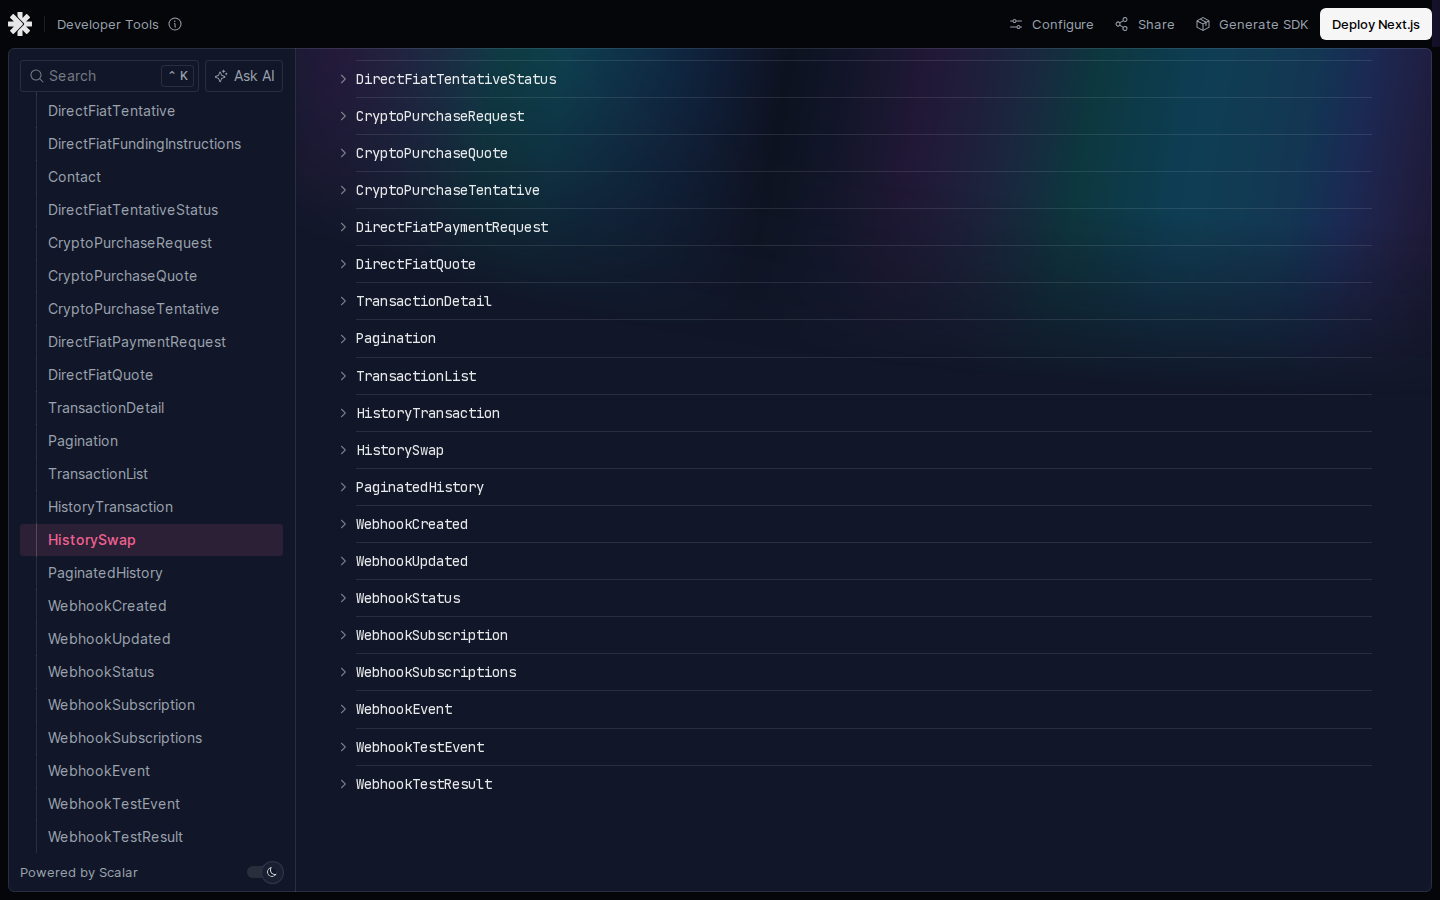 Developer Tools
Configure
Share
Generate SDK
Deploy Next.js
Search
⌃ K
Ask AI
DirectFiatTentative
DirectFiatFundingInstructions
Contact
DirectFiatTentativeStatus
CryptoPurchaseRequest
CryptoPurchaseQuote
CryptoPurchaseTentative
DirectFiatPaymentRequest
DirectFiatQuote
TransactionDetail
Pagination
TransactionList
HistoryTransaction
HistorySwap
PaginatedHistory
WebhookCreated
WebhookUpdated
WebhookStatus
WebhookSubscription
WebhookSubscriptions
WebhookEvent
WebhookTestEvent
WebhookTestResult
Powered by Scalar
DirectFiatTentativeStatus
CryptoPurchaseRequest
CryptoPurchaseQuote
CryptoPurchaseTentative
DirectFiatPaymentRequest
DirectFiatQuote
TransactionDetail
Pagination
TransactionList
HistoryTransaction
HistorySwap
PaginatedHistory
WebhookCreated
WebhookUpdated
WebhookStatus
WebhookSubscription
WebhookSubscriptions
WebhookEvent
WebhookTestEvent
WebhookTestResult